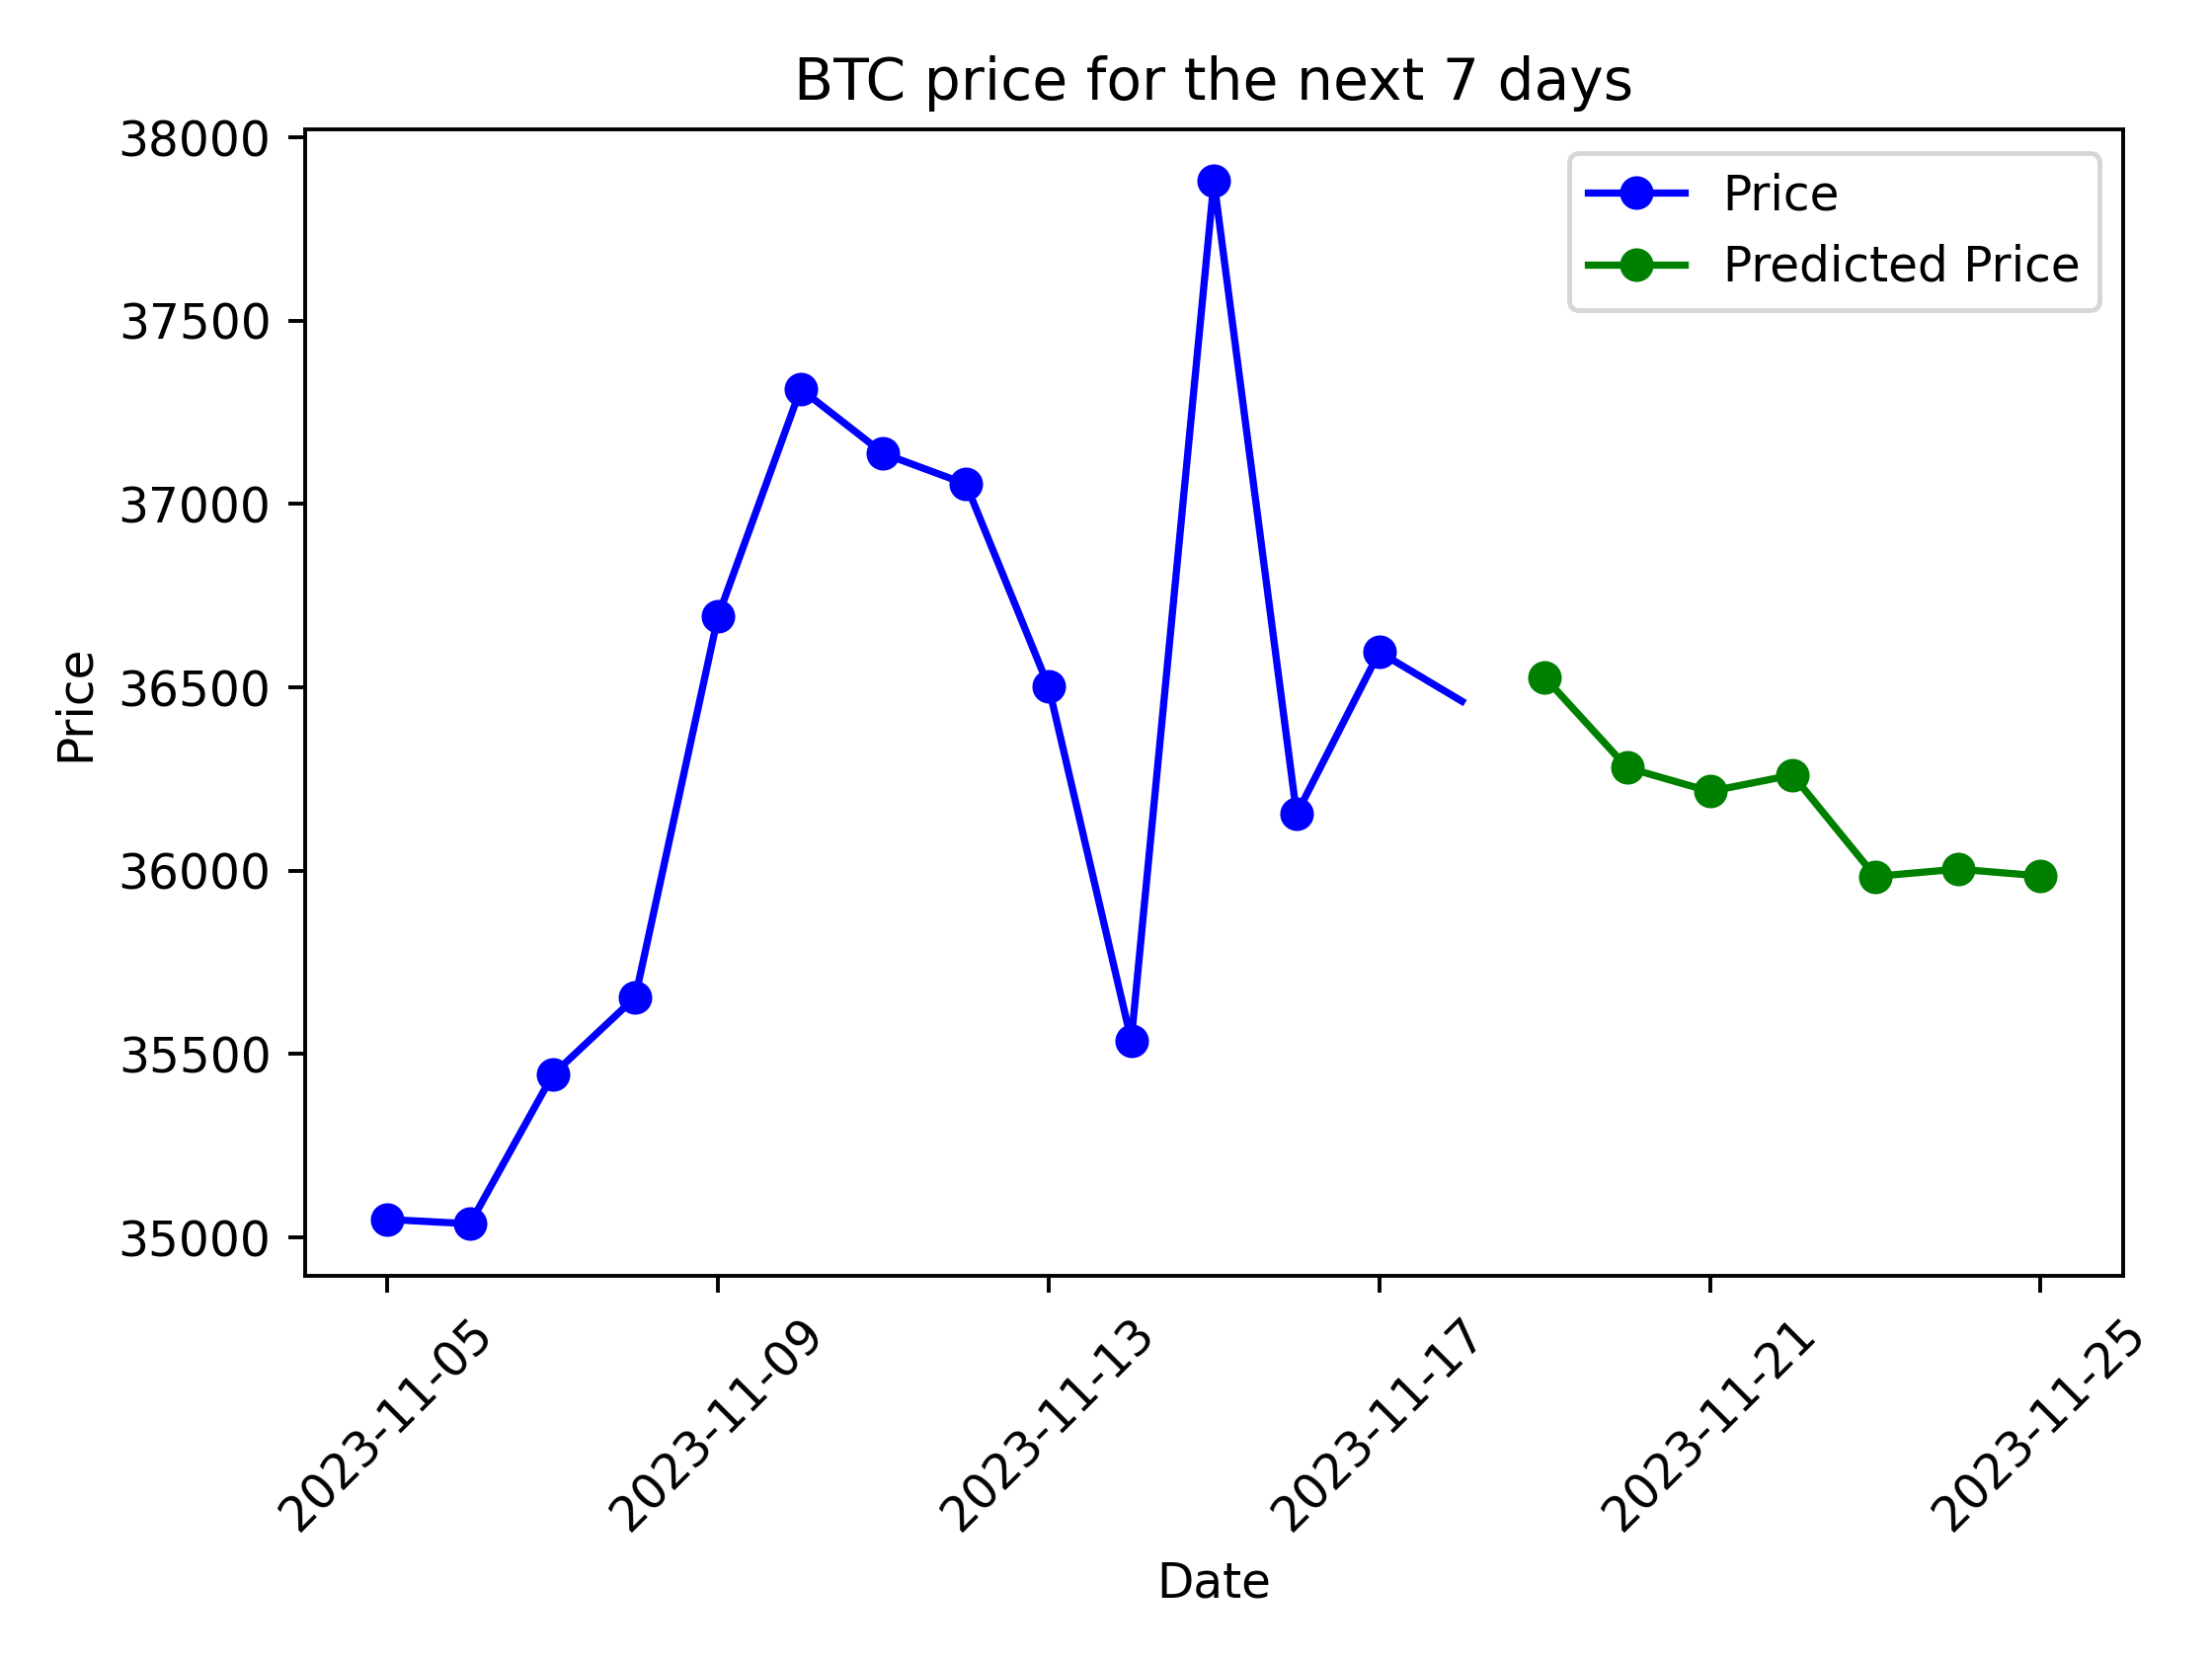 BTC price for the next 7 days
Price
Predicted Price
Price
38000
37500
37000
36500
36000
35500
35000
2023-11-05
2023-11-09
2023-11-13
2023-11-17
2023-11-21
2023-11-25
Date